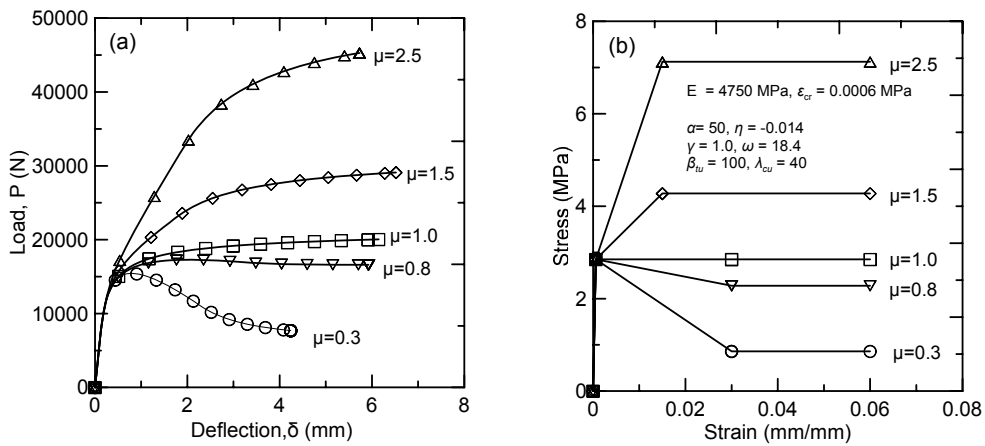 50000
40000
30000
20000
10000
0
Load, P (N)
(a)
μ=2.5
μ=1.5
μ=1.0
μ=0.8
μ=0.3
0 2 4 6 8
Deflection,δ (mm)
8
6
4
2
0
Stress (MPa)
(b)
μ=2.5
E = 4750 MPa, εcr = 0.0006 MPa
α= 50, η = -0.014
γ = 1.0, ω = 18.4
βtu = 100, λcu = 40
μ=1.5
μ=1.0
μ=0.8
μ=0.3
0 0.02 0.04 0.06 0.08
Strain (mm/mm)